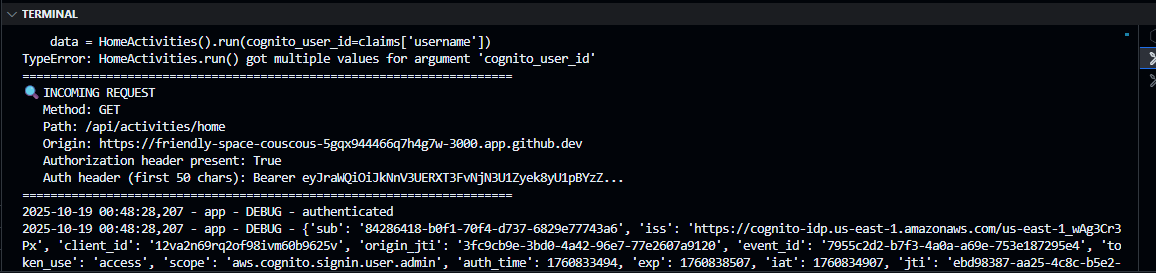 TERMINAL
data = HomeActivities().run(cognito_user_id=claims['username'])
TypeError: HomeActivities.run() got multiple values for argument 'cognito_user_id'
======================================================================
🔍 INCOMING REQUEST
Method: GET
Path: /api/activities/home
Origin: https://friendly-space-couscous-5gqx944466q7h4g7w-3000.app.github.dev
Authorization header present: True
Auth header (first 50 chars): Bearer eyJraWQiOiJkNnV3UERXT3FvNjN3U1Zyek8yU1pBYzZ...
======================================================================
2025-10-19 00:48:28,207 - app - DEBUG - authenticated
2025-10-19 00:48:28,207 - app - DEBUG - {'sub': '84286418-b0f1-70f4-d737-6829e77743a6', 'iss': 'https://cognito-idp.us-east-1.amazonaws.com/us-east-1_wAg3Cr3
Px', 'client_id': '12va2n69rq2of98ivm60b9625v', 'origin_jti': '3fc9cb9e-3bd0-4a42-96e7-77e2607a9120', 'event_id': '7955c2d2-b7f3-4a0a-a69e-753e187295e4', 'to
ken_use': 'access', 'scope': 'aws.cognito.signin.user.admin', 'auth_time': 1760833494, 'exp': 1760838507, 'iat': 1760834907, 'jti': 'ebd98387-aa25-4c8c-b5e2-